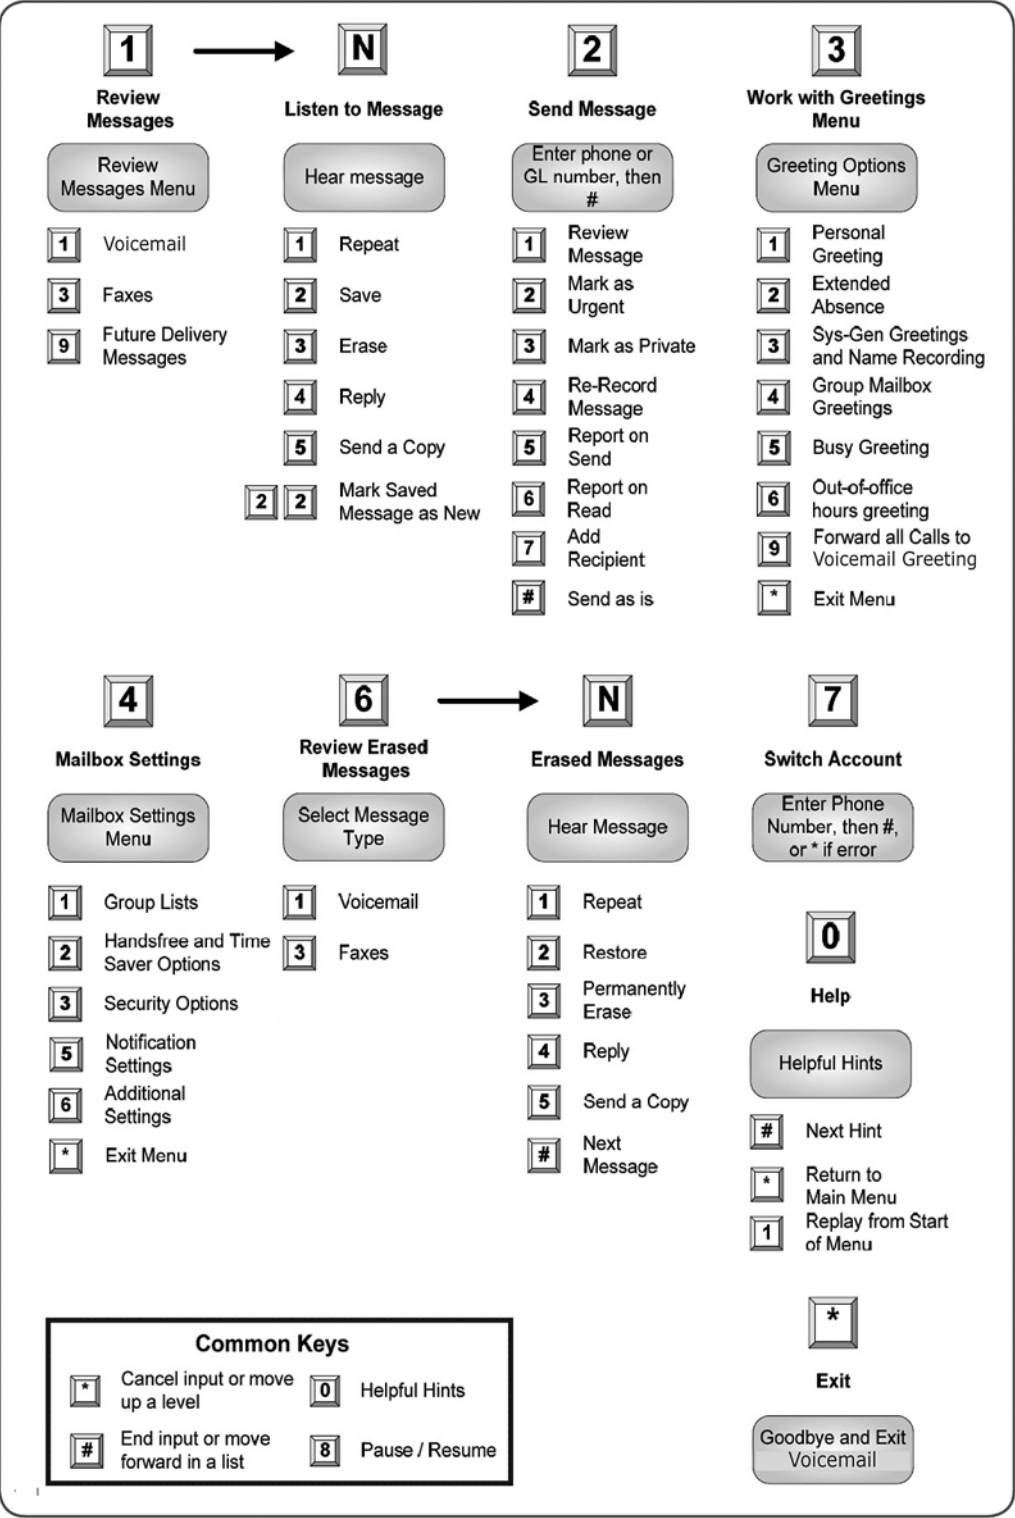 1
Review
Messages
Review
Messages Menu
1 Voicemail
3 Faxes
9 Future Delivery
Messages
N
Listen to Message
Hear message
1 Repeat
2 Save
3 Erase
4 Reply
5 Send a Copy
2 2 Mark Saved
Message as New
2
Send Message
Enter phone or
GL number, then
#
1 Review
Message
2 Mark as
Urgent
3 Mark as Private
4 Re-Record
Message
5 Report on
Send
6 Report on
Read
7 Add
Recipient
# Send as is
3
Work with Greetings
Menu
Greeting Options
Menu
1 Personal
Greeting
2 Extended
Absence
3 Sys-Gen Greetings
and Name Recording
4 Group Mailbox
Greetings
5 Busy Greeting
6 Out-of-office
hours greeting
9 Forward all Calls to
Voicemail Greeting
* Exit Menu
4
Mailbox Settings
Mailbox Settings
Menu
1 Group Lists
2 Handsfree and Time
Saver Options
3 Security Options
5 Notification
Settings
6 Additional
Settings
* Exit Menu
6
Review Erased
Messages
Select Message
Type
1 Voicemail
3 Faxes
N
Erased Messages
Hear Message
1 Repeat
2 Restore
3 Permanently
Erase
4 Reply
5 Send a Copy
# Next
Message
7
Switch Account
Enter Phone
Number, then #,
or * if error
0
Help
Helpful Hints
# Next Hint
* Return to
Main Menu
1 Replay from Start
of Menu
*
Exit
Goodbye and Exit
Voicemail
Common Keys
* Cancel input or move
up a level
0 Helpful Hints
# End input or move
forward in a list
8 Pause / Resume